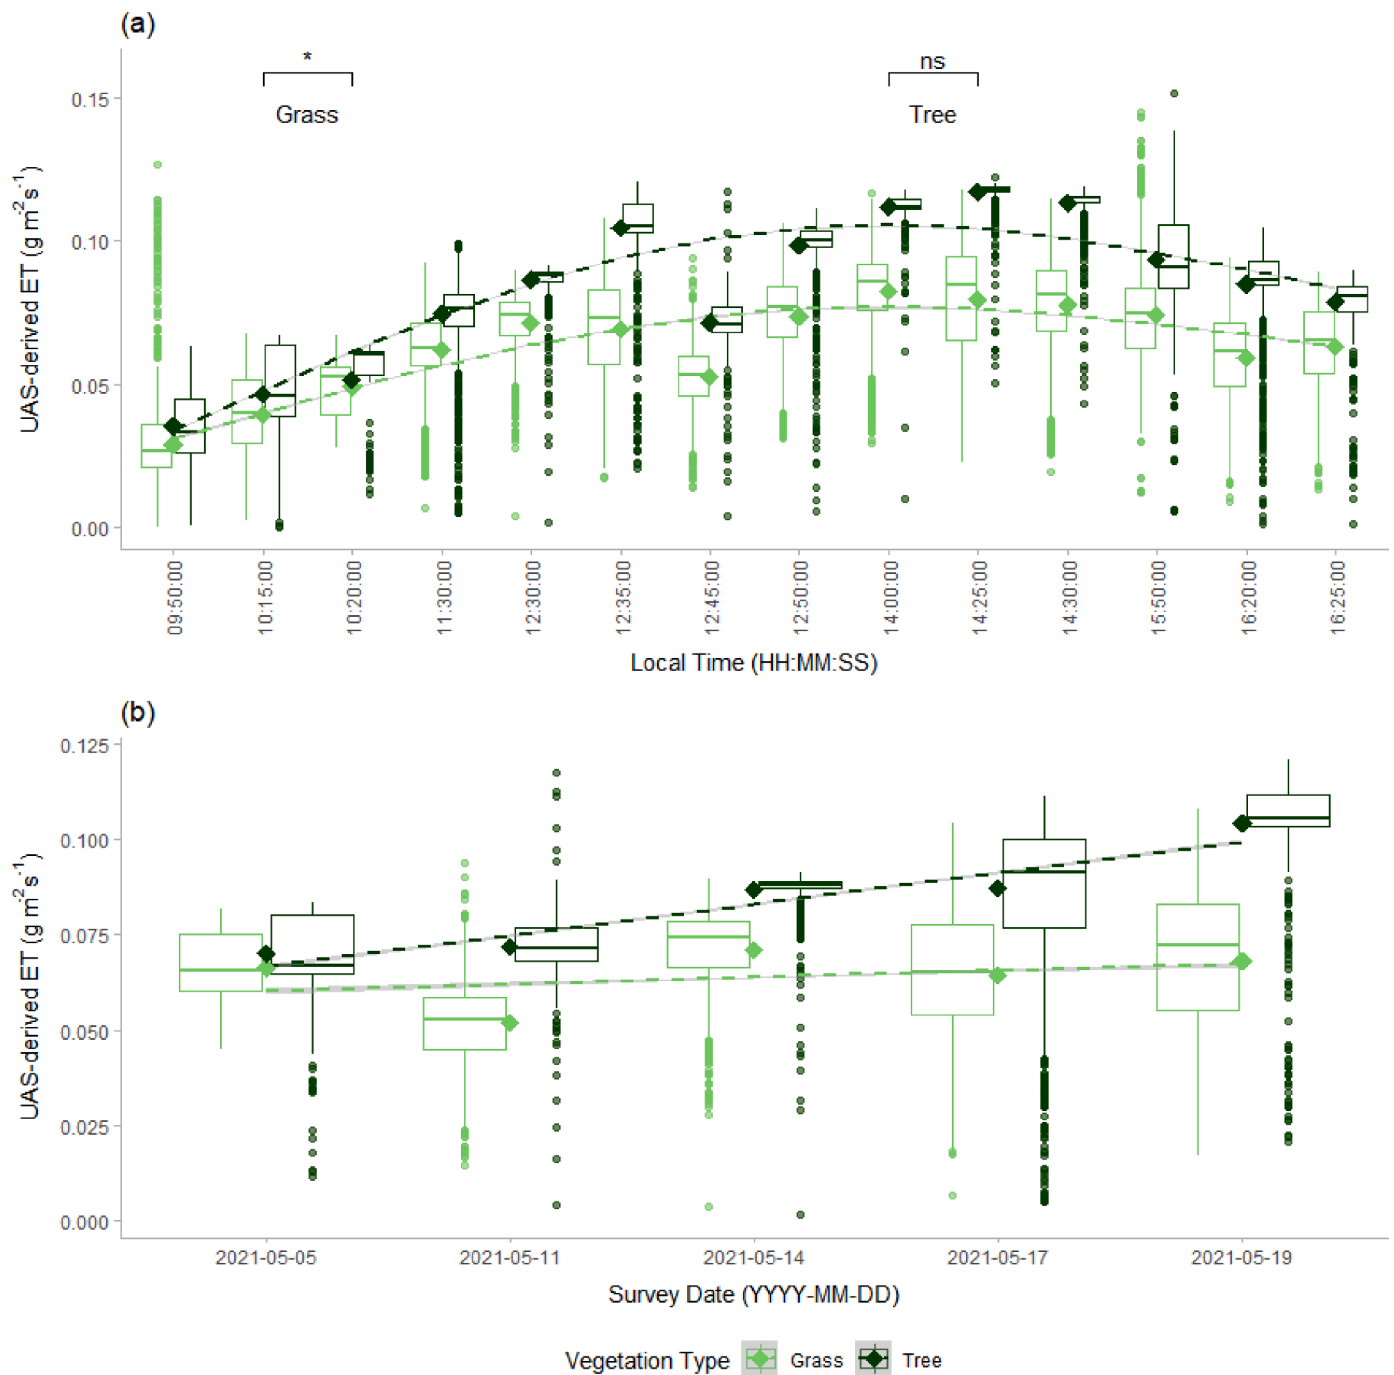 (a)
* ns
Grass Tree
0.15
0.10
0.05
0.00
UAS-derived ET (g m⁻² s⁻¹)
09:50:00 10:15:00 10:20:00 11:30:00 12:30:00 12:35:00 12:45:00 12:50:00 14:00:00 14:25:00 14:30:00 15:50:00 16:20:00 16:25:00
Local Time (HH:MM:SS)
(b)
0.125
0.100
0.075
0.050
0.025
0.000
UAS-derived ET (g m⁻² s⁻¹)
2021-05-05 2021-05-11 2021-05-14 2021-05-17 2021-05-19
Survey Date (YYYY-MM-DD)
Vegetation Type Grass Tree